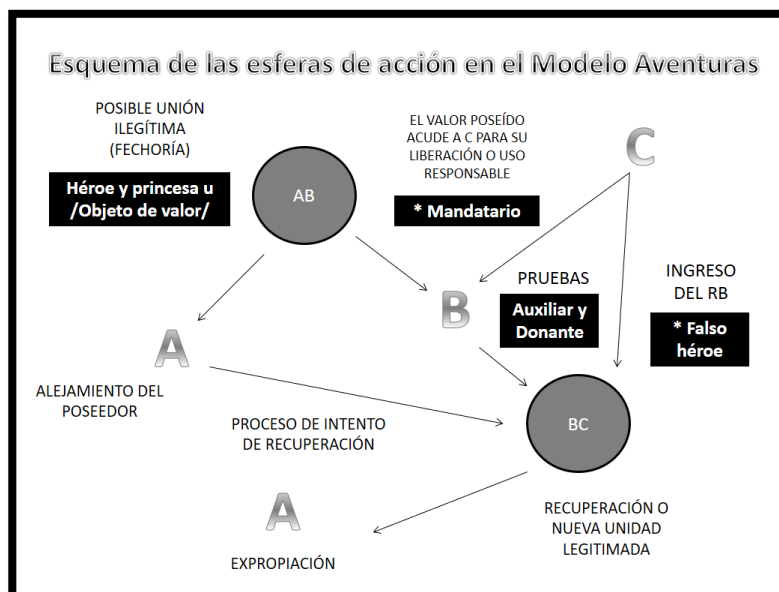 Esquema de las esferas de acción en el Modelo Aventuras
POSIBLE UNIÓN
ILEGÍTIMA
(FECHORÍA)
Héroe y princesa u
/Objeto de valor/
AB
EL VALOR POSEÍDO
ACUDE A C PARA SU
LIBERACIÓN O USO
RESPONSABLE
* Mandatario
C
B
PRUEBAS
Auxiliar y
Donante
INGRESO
DEL RB
* Falso
héroe
A
ALEJAMIENTO DEL
POSEEDOR
PROCESO DE INTENTO
DE RECUPERACIÓN
BC
A
EXPROPIACIÓN
RECUPERACIÓN O
NUEVA UNIDAD
LEGITIMADA